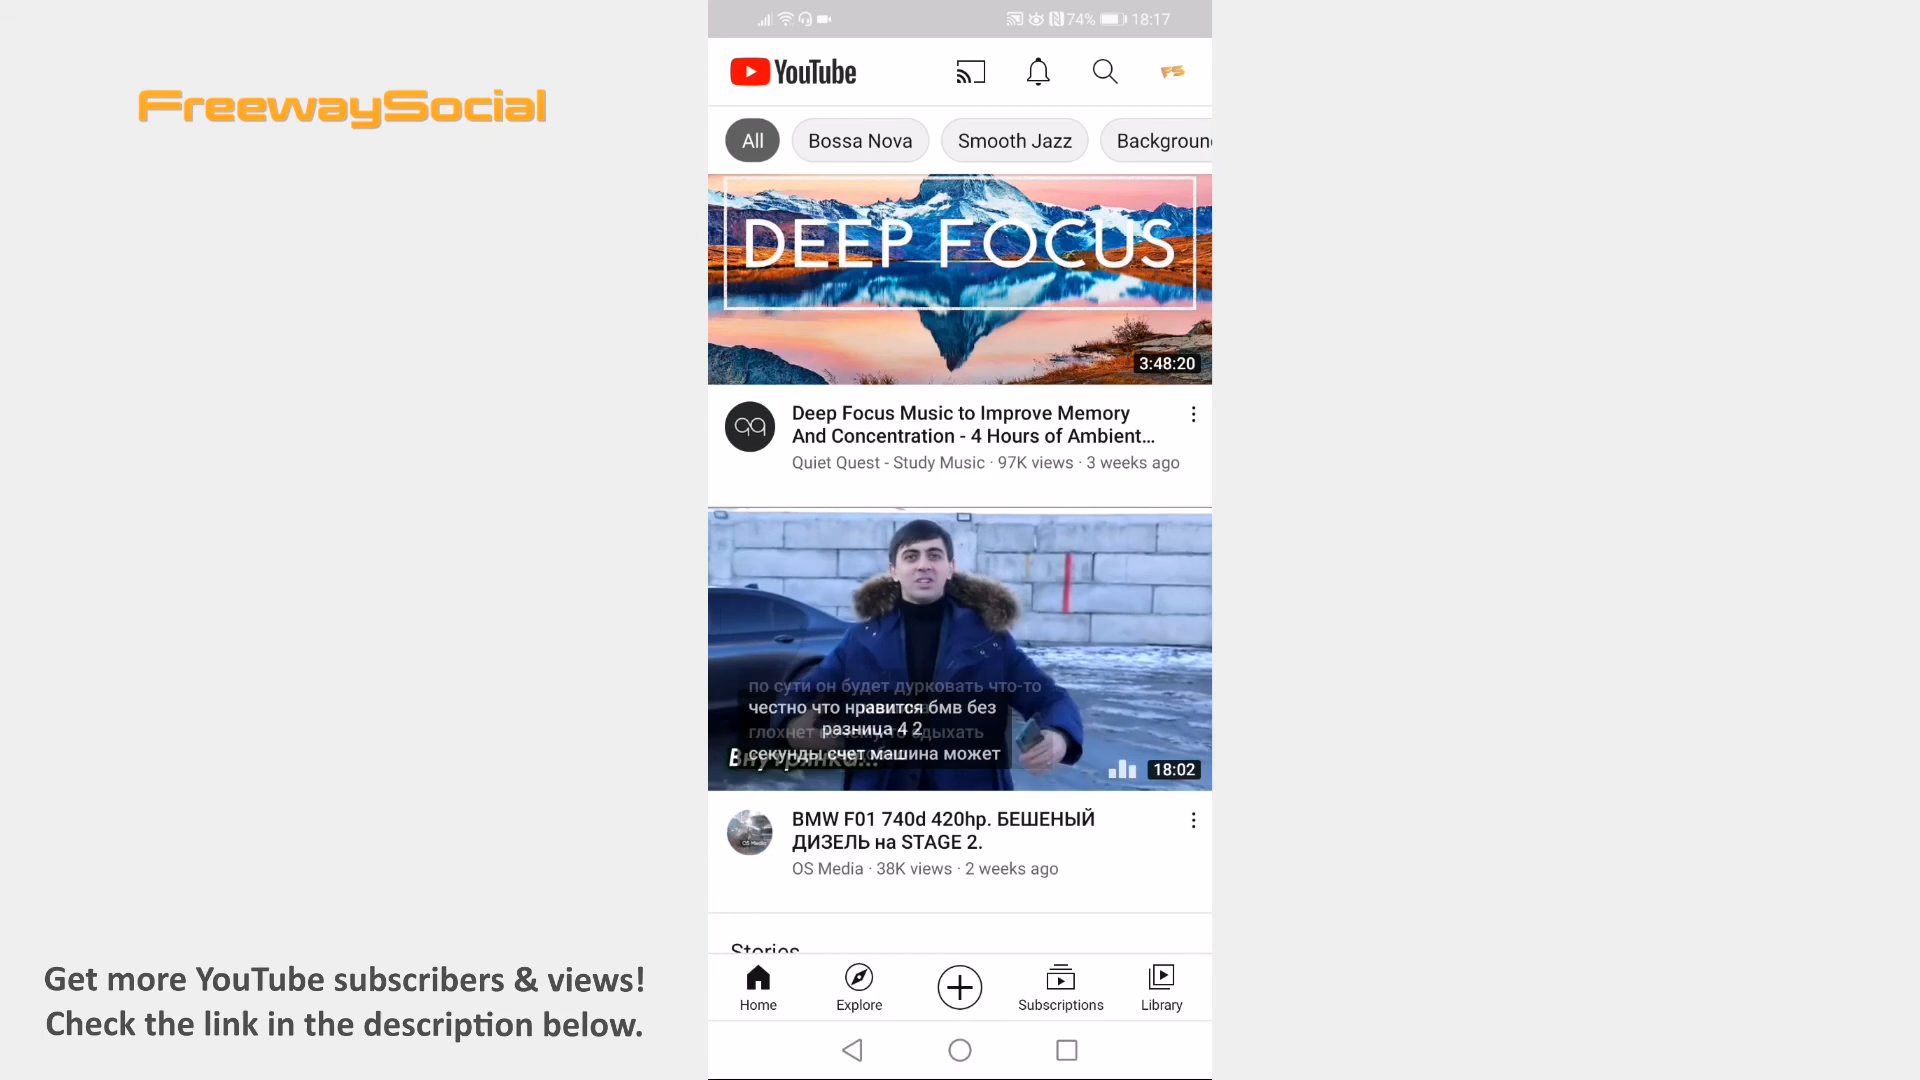 74% 18:17
FreewaySocial
YouTube
FS
All
Bossa Nova
Smooth Jazz
Backgroun
DEEP FOCUS
3:48:20
Deep Focus Music to Improve Memory
And Concentration - 4 Hours of Ambient...
Quiet Quest - Study Music · 97K views · 3 weeks ago
по сути он будет дурковать что-то
честно что нравится бмв без
разница 4 2
секунды счет машина может
18:02
BMW F01 740d 420hp. БЕШЕНЫЙ
ДИЗЕЛЬ на STAGE 2.
OS Media · 38K views · 2 weeks ago
Stories
Home
Explore
Subscriptions
Library
Get more YouTube subscribers & views!
Check the link in the description below.